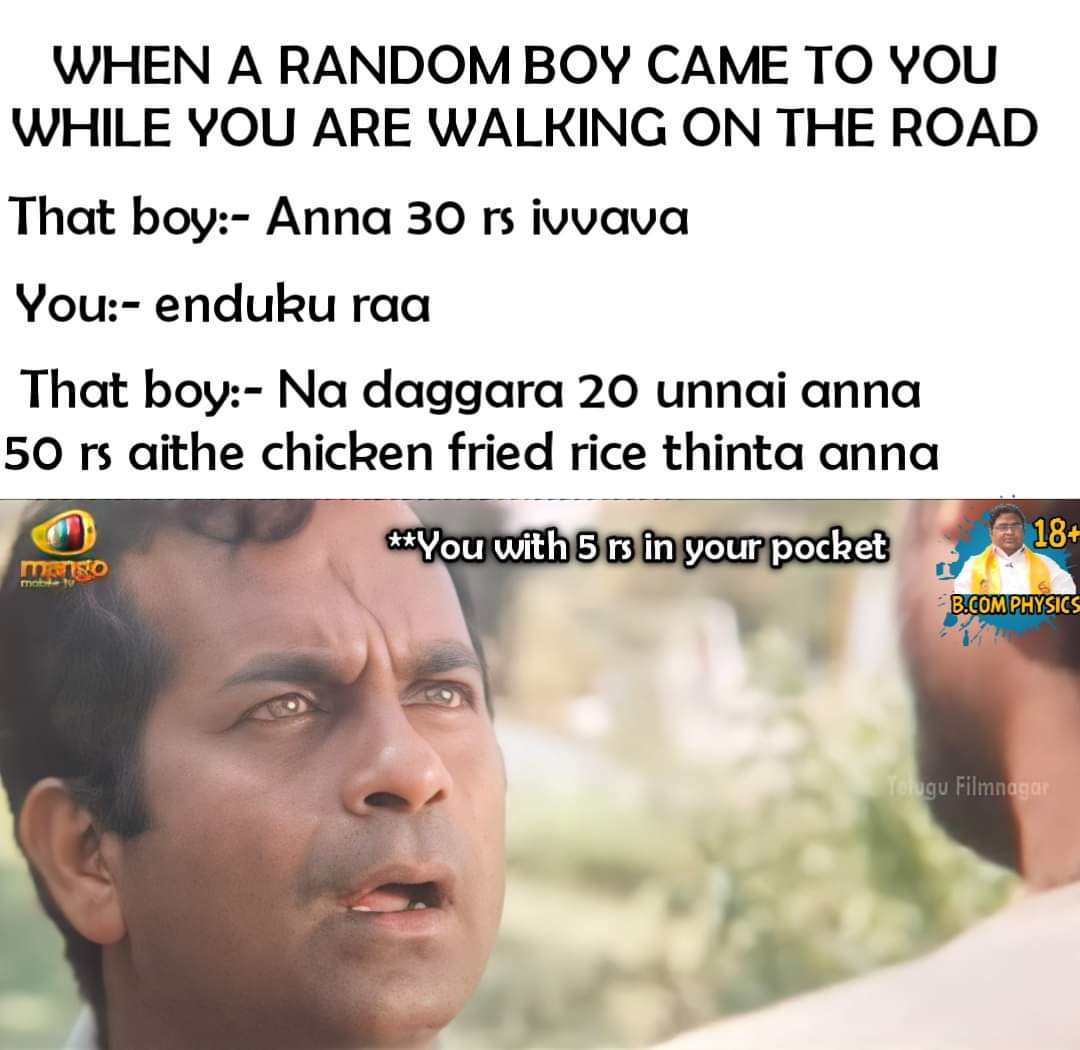 WHEN A RANDOM BOY CAME TO YOU
WHILE YOU ARE WALKING ON THE ROAD
That boy:- Anna 30 rs ivvava
You:- enduku raa
That boy:- Na daggara 20 unnai anna
50 rs aithe chicken fried rice thinta anna
**You with 5 rs in your pocket
18+
mango
mobile tv
B.COM PHYSICS
Telugu Filmnagar